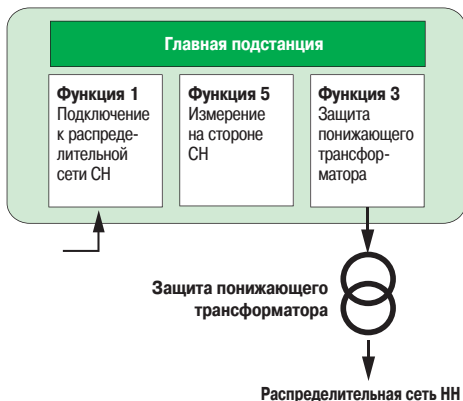 Главная подстанция
Функция 1
Подключение
к распреде-
лительной
сети СН
Функция 5
Измерение
на стороне
СН
Функция 3
Защита
понижающего
трансфор-
матора
Защита понижающего
трансформатора
Распределительная сеть НН